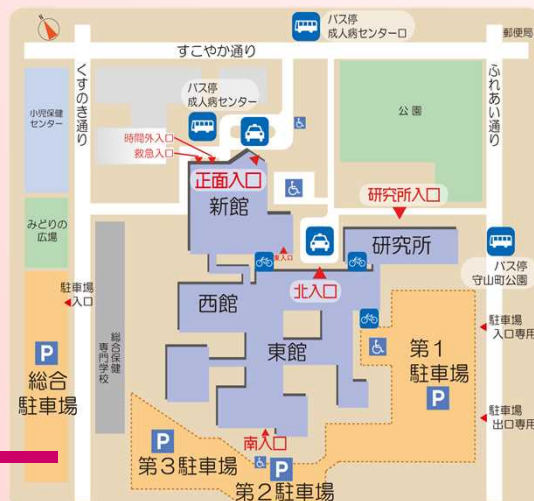 バス停
成人病センター口
郵便局
すこやか通り
くすのき通り
ふれあい通り
小児保健
センター
バス停
成人病センター
公園
時間外入口
救急入口
正面入口
新館
研究所入口
みどりの
広場
研究所
東入口
北入口
バス停
守山町公園
駐車場
入口
西館
総合保健
専門学校
東館
第1
駐車場
P
駐車場
入口専用
P
総合
駐車場
駐車場
出口専用
南入口
P
第3駐車場
P
第2駐車場